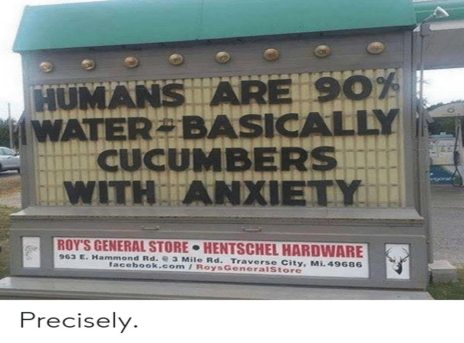 HUMANS ARE 90%
WATER-BASICALLY
CUCUMBERS
WITH ANXIETY
ROY'S GENERAL STORE • HENTSCHEL HARDWARE
963 E. Hammond Rd. @ 3 Mile Rd. Traverse City, Mi. 49686
facebook.com / RoysGeneralStore
Precisely.